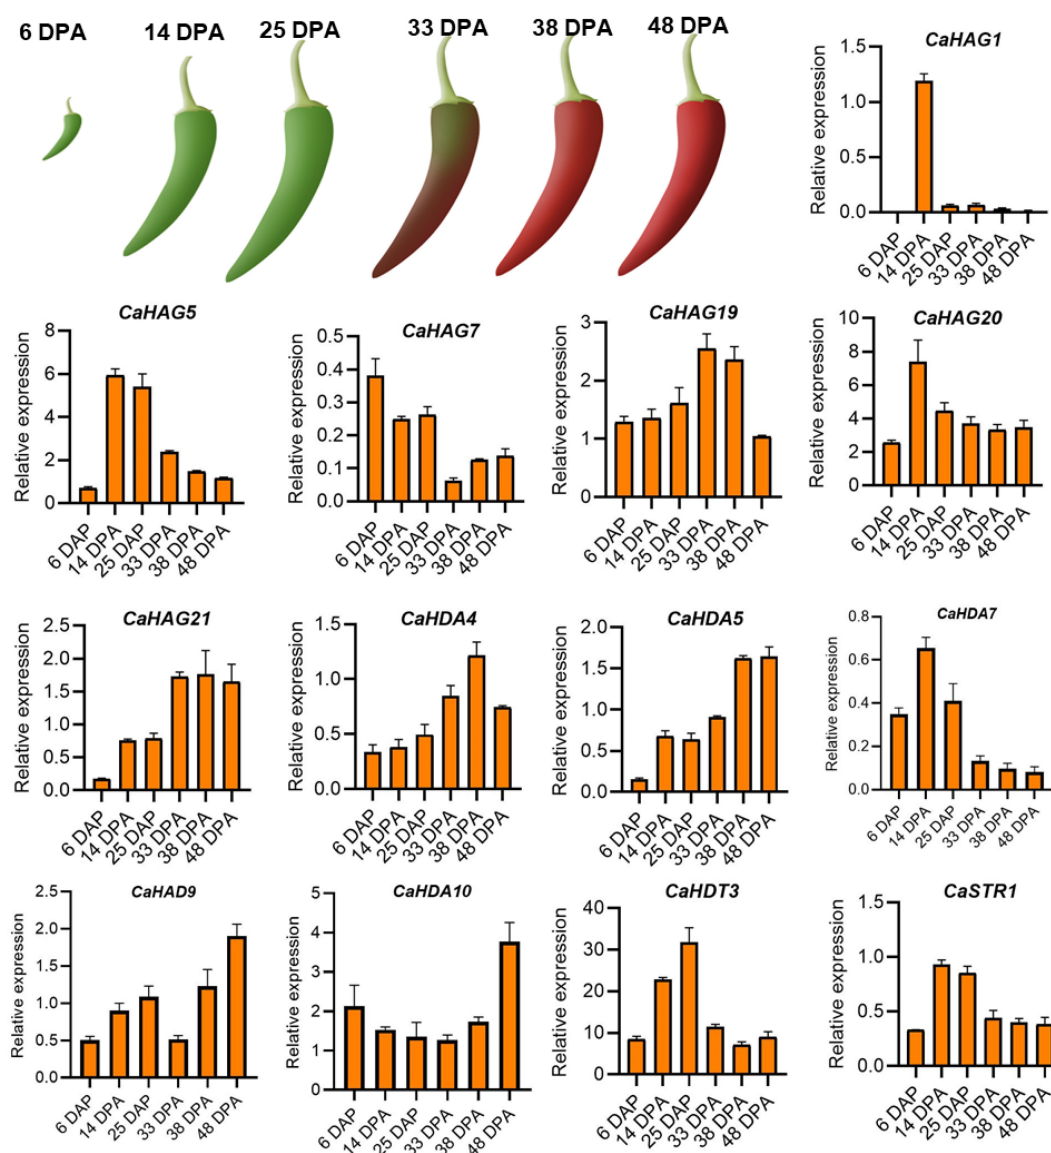 6 DPA 14 DPA 25 DPA 33 DPA 38 DPA 48 DPA
CaHAG1
Relative expression
1.5
1.0
0.5
0.0
6 DAP 14 DPA 25 DAP 33 DPA 38 DPA 48 DPA
CaHAG5
Relative expression
8
6
4
2
0
6 DAP 14 DPA 25 DAP 33 DPA 38 DPA 48 DPA
CaHAG7
Relative expression
0.5
0.4
0.3
0.2
0.1
0.0
6 DAP 14 DPA 25 DAP 33 DPA 38 DPA 48 DPA
CaHAG19
Relative expression
3
2
1
0
6 DAP 14 DPA 25 DAP 33 DPA 38 DPA 48 DPA
CaHAG20
Relative expression
10
8
6
4
2
0
6 DAP 14 DPA 25 DAP 33 DPA 38 DPA 48 DPA
CaHAG21
Relative expression
2.5
2.0
1.5
1.0
0.5
0.0
6 DAP 14 DPA 25 DAP 33 DPA 38 DPA 48 DPA
CaHDA4
Relative expression
1.5
1.0
0.5
0.0
6 DAP 14 DPA 25 DAP 33 DPA 38 DPA 48 DPA
CaHDA5
Relative expression
2.0
1.5
1.0
0.5
0.0
6 DAP 14 DPA 25 DAP 33 DPA 38 DPA 48 DPA
CaHDA7
Relative expression
0.8
0.6
0.4
0.2
0.0
6 DAP 14 DPA 25 DAP 33 DPA 38 DPA 48 DPA
CaHAD9
Relative expression
2.5
2.0
1.5
1.0
0.5
0.0
6 DAP 14 DPA 25 DAP 33 DPA 38 DPA 48 DPA
CaHDA10
Relative expression
5
4
3
2
1
0
6 DAP 14 DPA 25 DAP 33 DPA 38 DPA 48 DPA
CaHDT3
Relative expression
40
30
20
10
0
6 DAP 14 DPA 25 DAP 33 DPA 38 DPA 48 DPA
CaSTR1
Relative expression
1.5
1.0
0.5
0.0
6 DAP 14 DPA 25 DAP 33 DPA 38 DPA 48 DPA